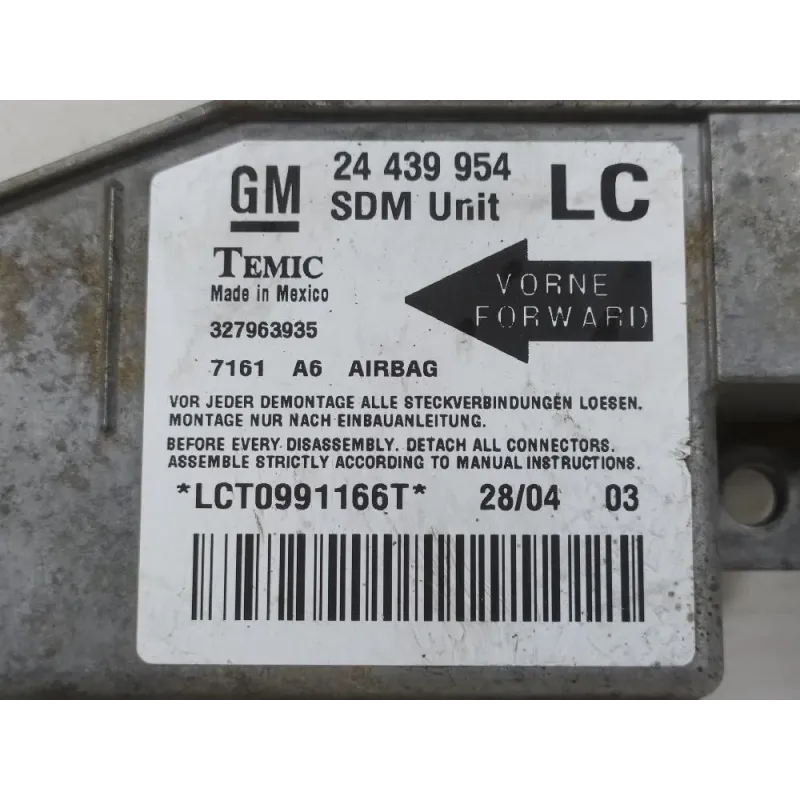 GM 24 439 954 LC
SDM Unit
TEMIC
Made in Mexico
VORNE
FORWARD
327963935
7161 A6 AIRBAG
VOR JEDER DEMONTAGE ALLE STECKVERBINDUNGEN LOESEN.
MONTAGE NUR NACH EINBAUANLEITUNG.
BEFORE EVERY DISASSEMBLY. DETACH ALL CONNECTORS.
ASSEMBLE STRICTLY ACCORDING TO MANUAL INSTRUCTIONS.
*LCT0991166T* 28/04 03